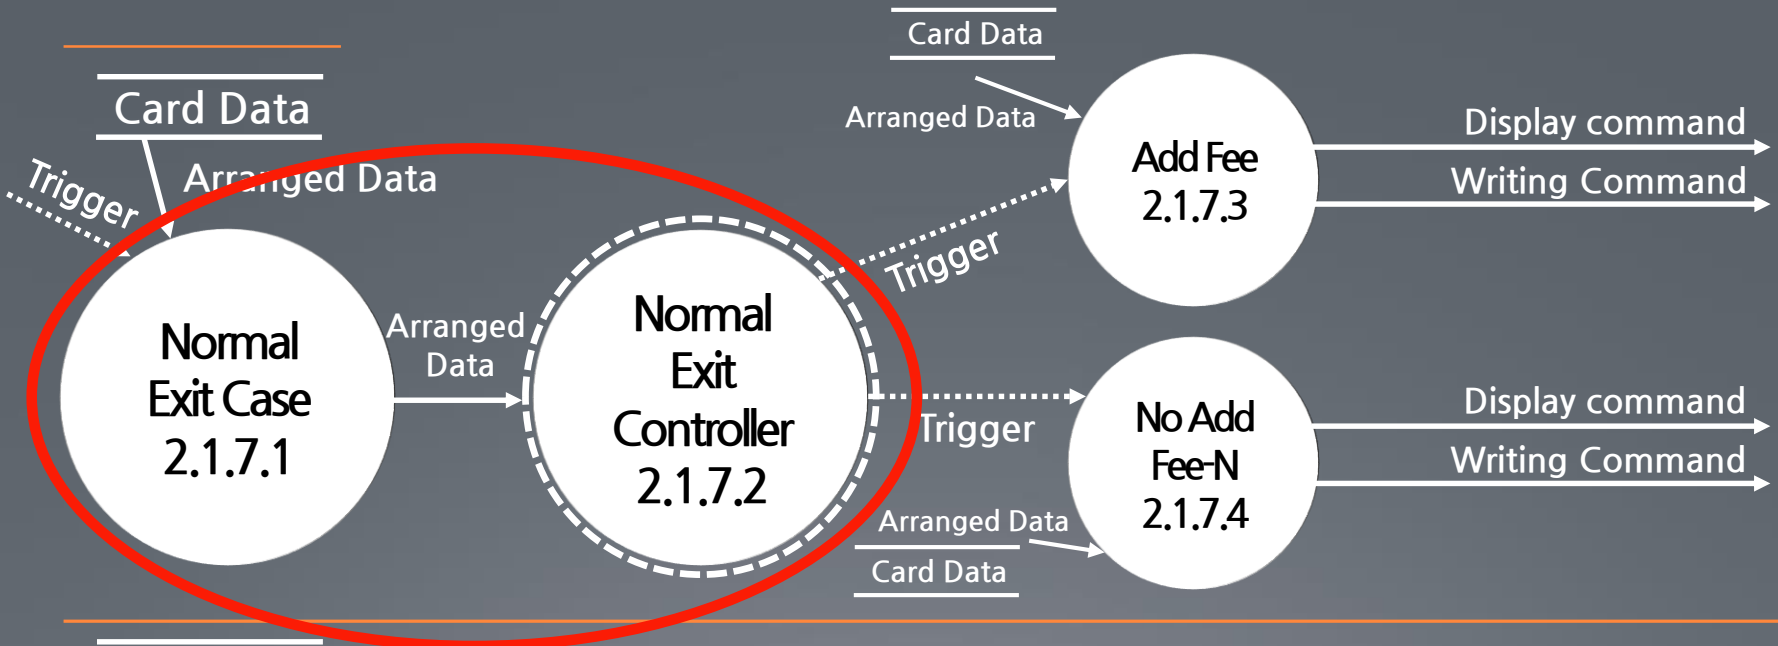 Card Data
Trigger
Arranged Data
Normal
Exit Case
2.1.7.1
Arranged
Data
Normal
Exit
Controller
2.1.7.2
Trigger
Trigger
Card Data
Arranged Data
Add Fee
2.1.7.3
Display command
Writing Command
No Add
Fee-N
2.1.7.4
Arranged Data
Card Data
Display command
Writing Command